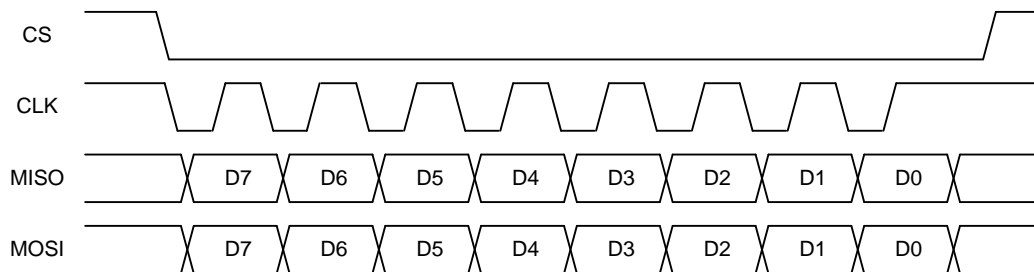 CS
CLK
MISO D7 D6 D5 D4 D3 D2 D1 D0
MOSI D7 D6 D5 D4 D3 D2 D1 D0